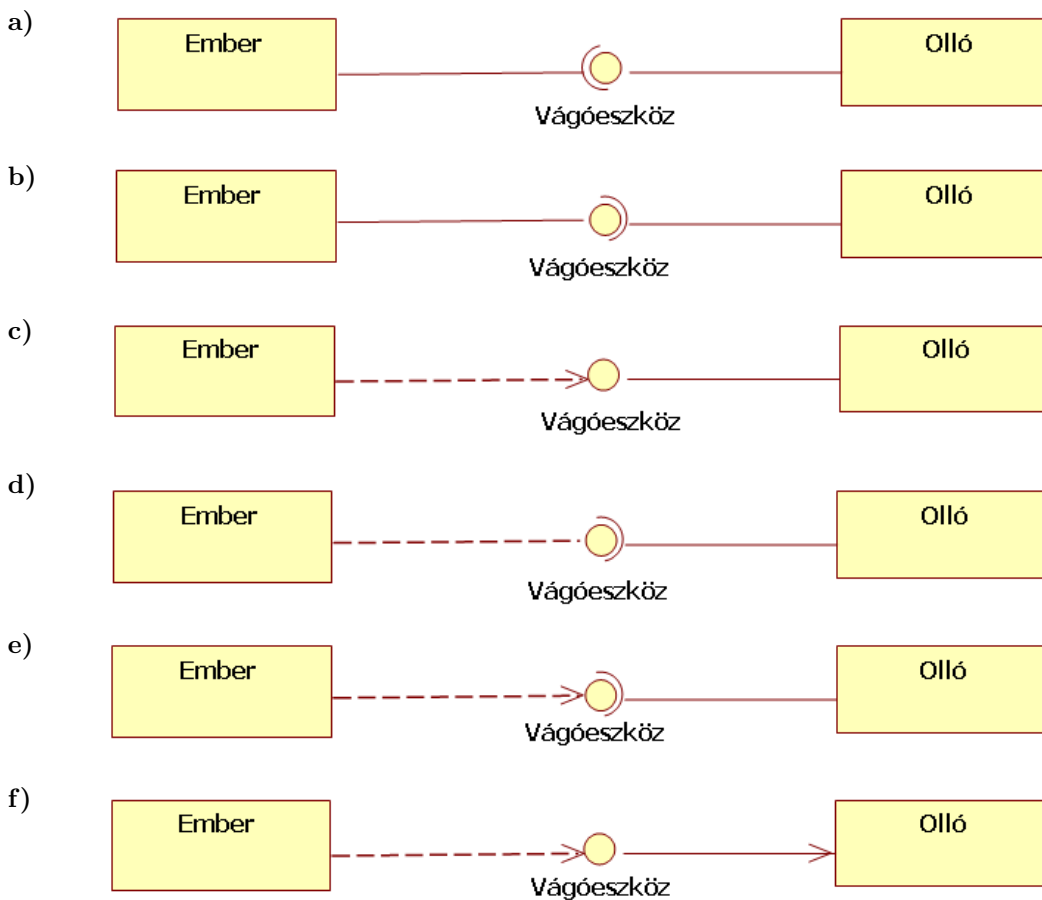 a)
Ember
Olló
Vágóeszköz
b)
Ember
Olló
Vágóeszköz
c)
Ember
Olló
Vágóeszköz
d)
Ember
Olló
Vágóeszköz
e)
Ember
Olló
Vágóeszköz
f)
Ember
Olló
Vágóeszköz